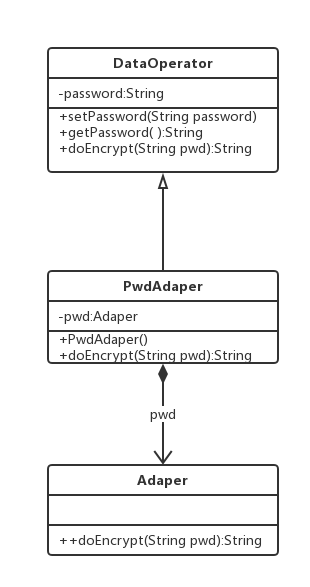 DataOperator
-password:String
+setPassword(String password)
+getPassword( ):String
+doEncrypt(String pwd):String
PwdAdaper
-pwd:Adaper
+PwdAdaper()
+doEncrypt(String pwd):String
pwd
Adaper
++doEncrypt(String pwd):String